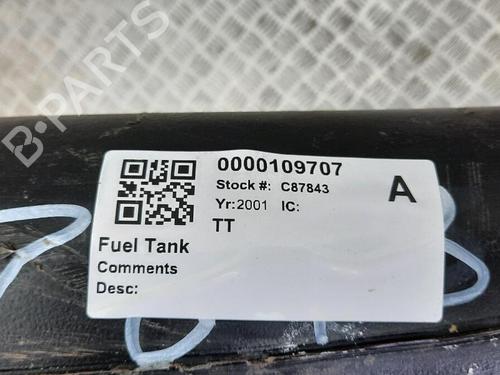 B-PARTS
0000109707
Stock #: C87843
A
Yr:2001 IC:
TT
Fuel Tank
Comments
Desc: